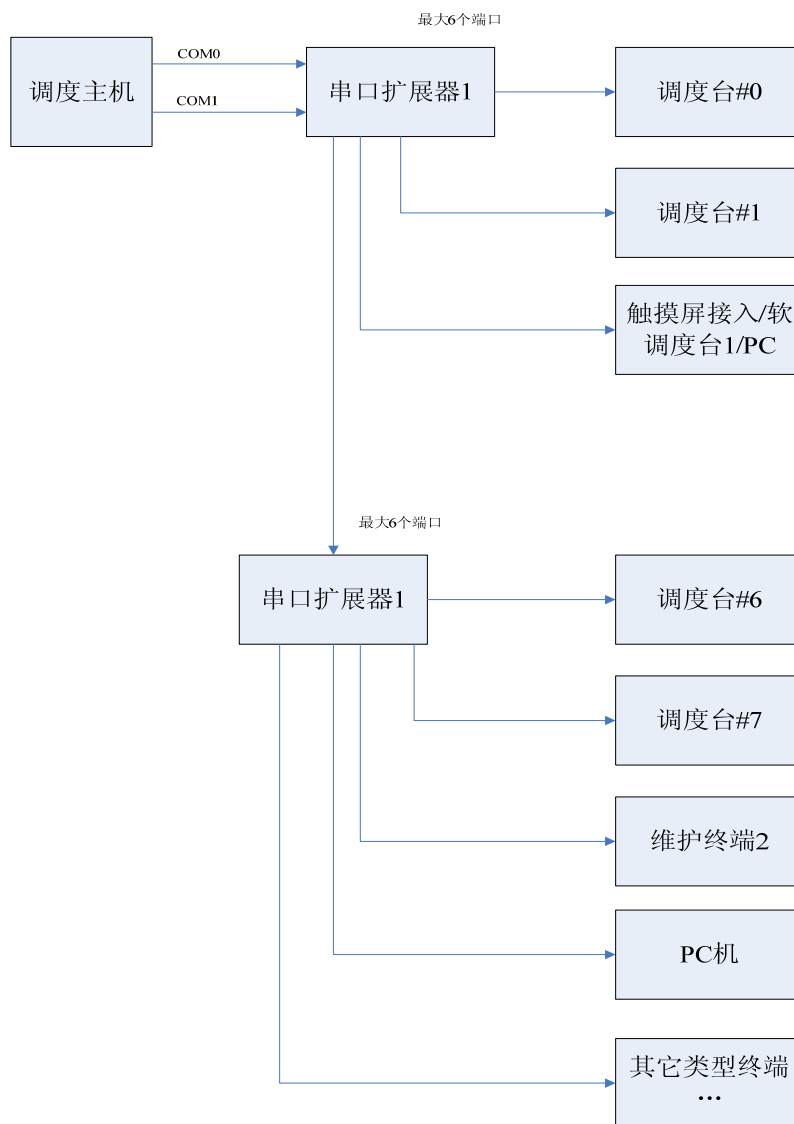 最大6个端口
调度主机
COM0
COM1
串口扩展器1
调度台#0
调度台#1
触摸屏接入/软
调度台1/PC
最大6个端口
串口扩展器1
调度台#6
调度台#7
维护终端2
PC机
其它类型终端
...